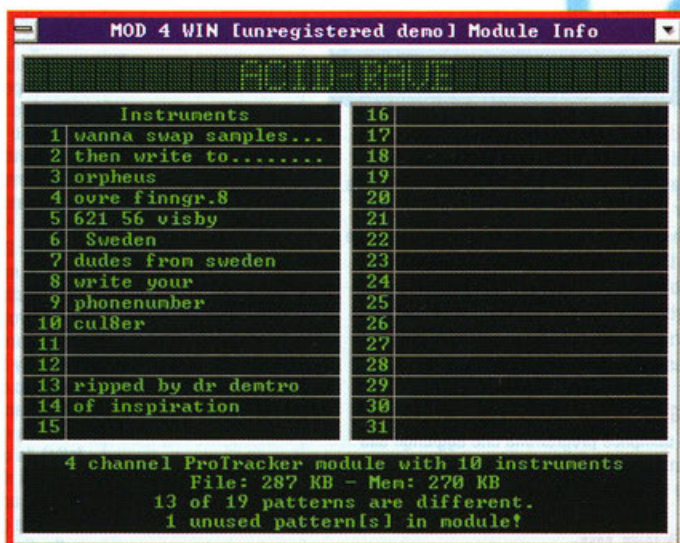 MOD 4 WIN [unregistered demo] Module Info
ACID-RAVE
Instruments
1 wanna swap samples...
2 then write to........
3 orpheus
4 ovre finngr.8
5 621 56 visby
6 Sweden
7 dudes from sweden
8 write your
9 phonenumber
10 cul8er
11
12
13 ripped by dr demtro
14 of inspiration
15
16
17
18
19
20
21
22
23
24
25
26
27
28
29
30
31
4 channel ProTracker module with 10 instruments
File: 287 KB - Mem: 270 KB
13 of 19 patterns are different.
1 unused pattern[s] in module!